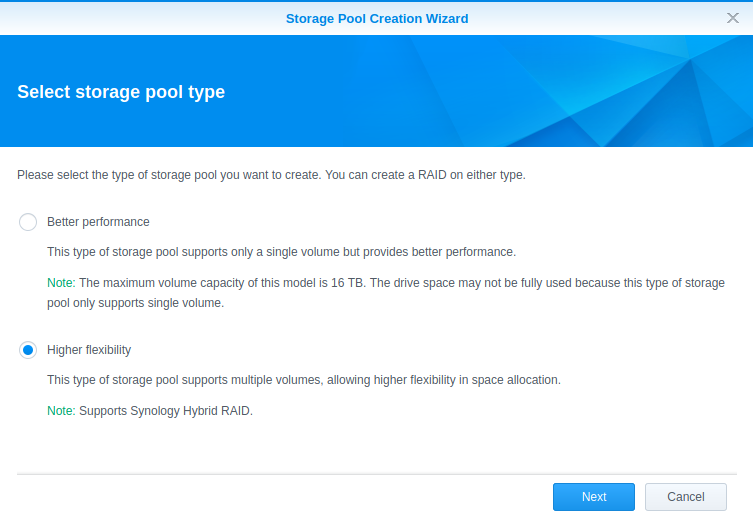 Storage Pool Creation Wizard
Select storage pool type
Please select the type of storage pool you want to create. You can create a RAID on either type.
Better performance
This type of storage pool supports only a single volume but provides better performance.
Note: The maximum volume capacity of this model is 16 TB. The drive space may not be fully used because this type of storage
pool only supports single volume.
Higher flexibility
This type of storage pool supports multiple volumes, allowing higher flexibility in space allocation.
Note: Supports Synology Hybrid RAID.
Next Cancel